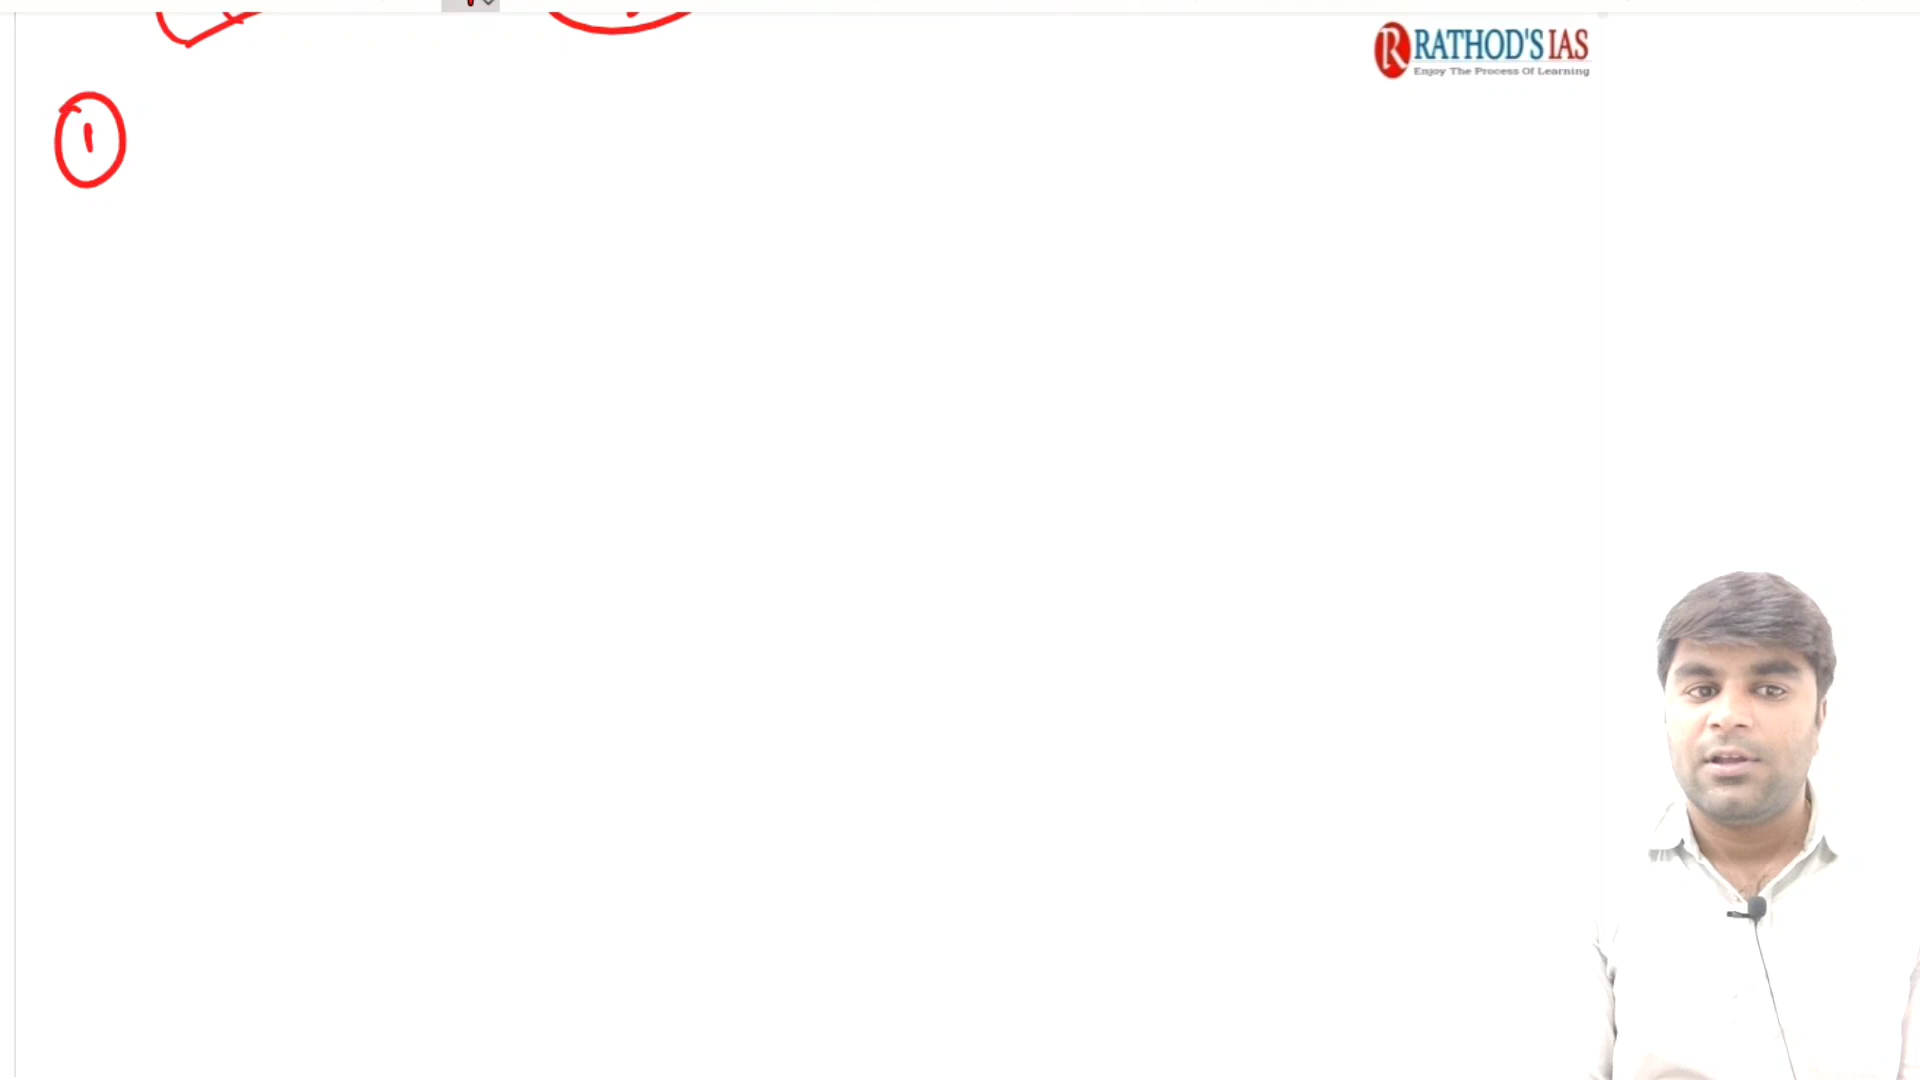 RATHOD'S IAS
Enjoy The Process Of Learning
1